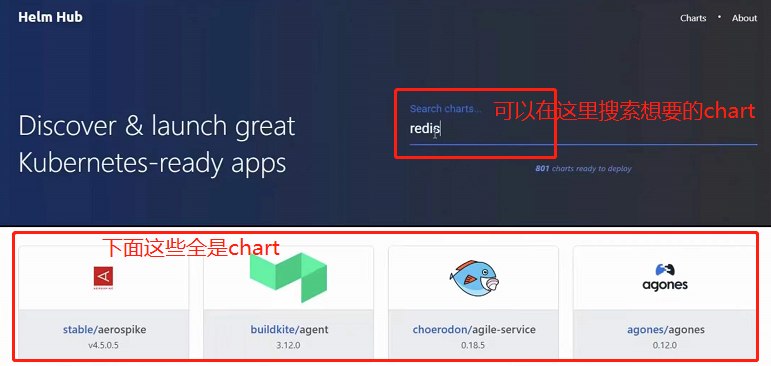 Helm Hub
Charts • About
Search charts...
可以在这里搜索想要的chart
redis
Discover & launch great
Kubernetes-ready apps
801 charts ready to deploy
下面这些全是chart
agones
stable/aerospike
v4.5.0.5
buildkite/agent
3.12.0
choerodon/agile-service
0.18.5
agones/agones
0.12.0